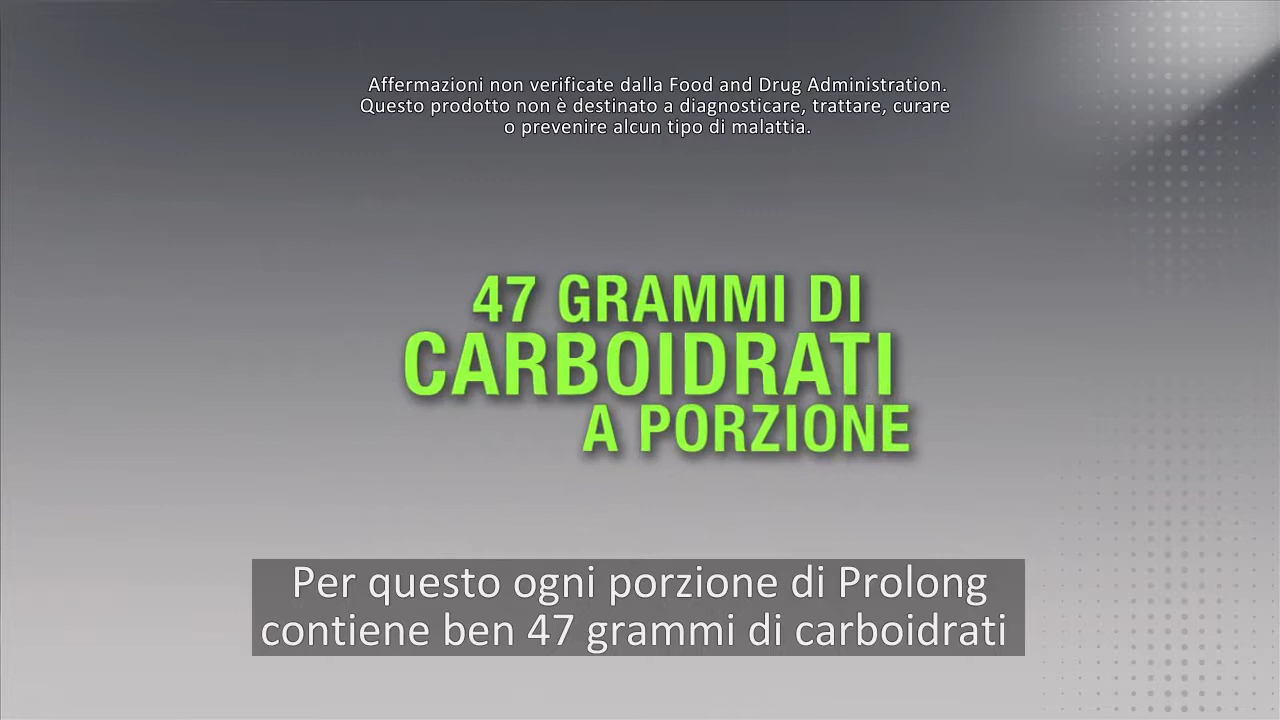 Affermazioni non verificate dalla Food and Drug Administration.
Questo prodotto non è destinato a diagnosticare, trattare, curare
o prevenire alcun tipo di malattia.
47 GRAMMI DI
CARBOIDRATI
A PORZIONE
Per questo ogni porzione di Prolong
contiene ben 47 grammi di carboidrati